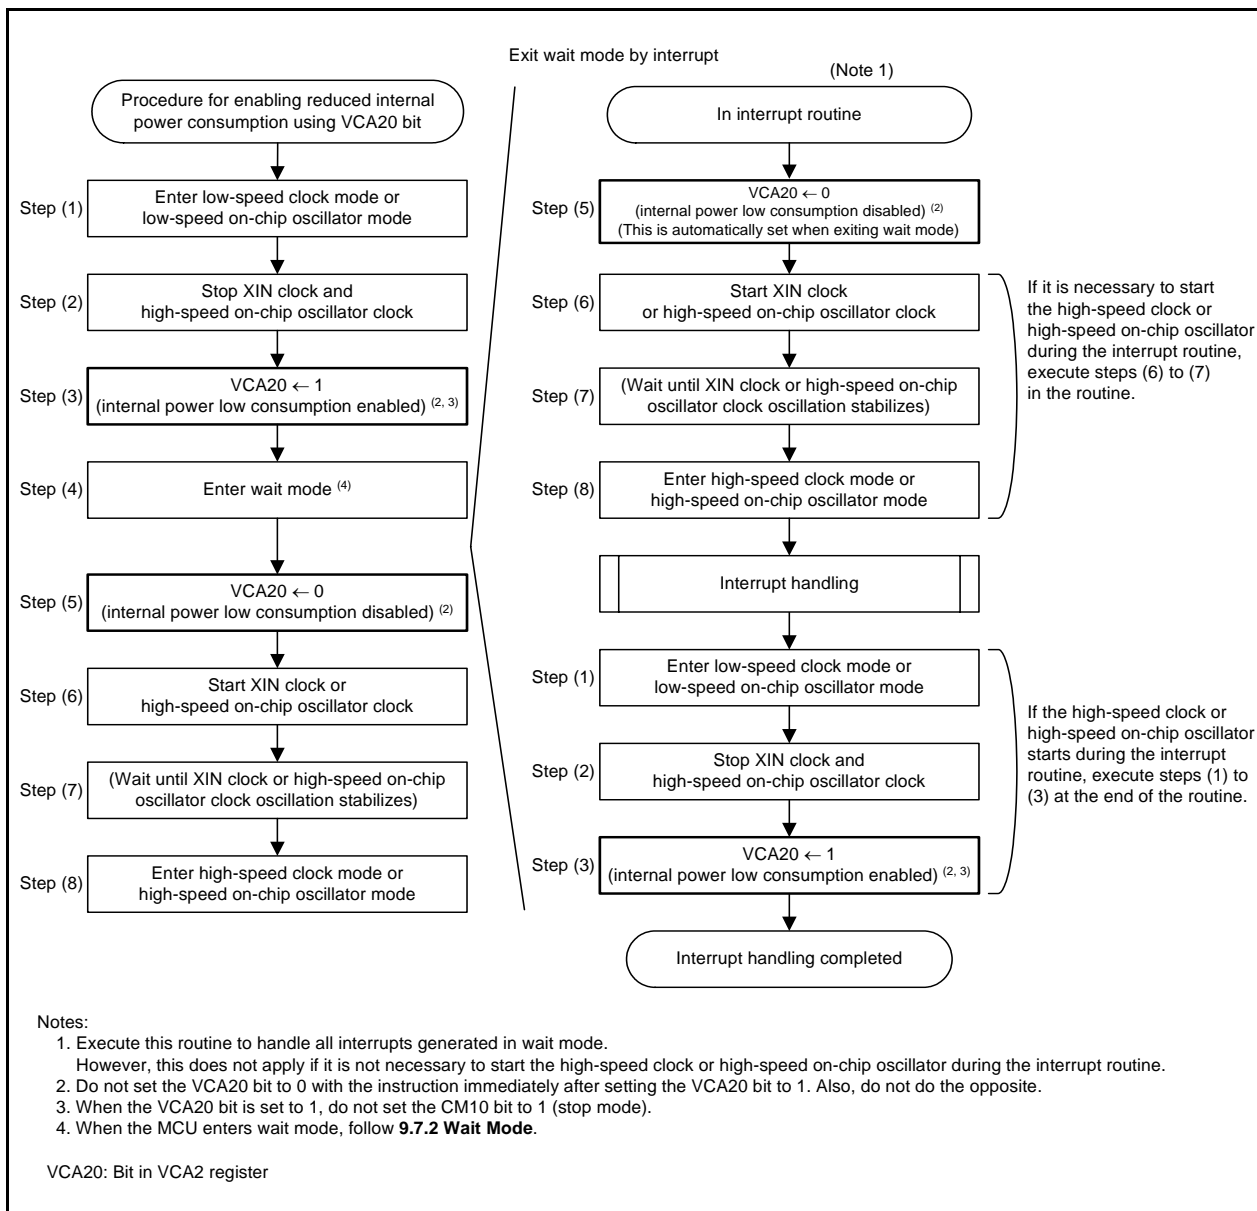 Exit wait mode by interrupt
(Note 1)
Procedure for enabling reduced internal
power consumption using VCA20 bit
Step (1)
Enter low-speed clock mode or
low-speed on-chip oscillator mode
Step (2)
Stop XIN clock and
high-speed on-chip oscillator clock
Step (3)
VCA20 ← 1
(internal power low consumption enabled) (2, 3)
Step (4)
Enter wait mode (4)
Step (5)
VCA20 ← 0
(internal power low consumption disabled) (2)
Step (6)
Start XIN clock or
high-speed on-chip oscillator clock
Step (7)
(Wait until XIN clock or high-speed on-chip
oscillator clock oscillation stabilizes)
Step (8)
Enter high-speed clock mode or
high-speed on-chip oscillator mode
In interrupt routine
Step (5)
VCA20 ← 0
(internal power low consumption disabled) (2)
(This is automatically set when exiting wait mode)
Step (6)
Start XIN clock
or high-speed on-chip oscillator clock
Step (7)
(Wait until XIN clock or high-speed on-chip
oscillator clock oscillation stabilizes)
Step (8)
Enter high-speed clock mode or
high-speed on-chip oscillator mode
If it is necessary to start
the high-speed clock or
high-speed on-chip oscillator
during the interrupt routine,
execute steps (6) to (7)
in the routine.
Interrupt handling
Step (1)
Enter low-speed clock mode or
low-speed on-chip oscillator mode
Step (2)
Stop XIN clock and
high-speed on-chip oscillator clock
Step (3)
VCA20 ← 1
(internal power low consumption enabled) (2, 3)
If the high-speed clock or
high-speed on-chip oscillator
starts during the interrupt
routine, execute steps (1) to
(3) at the end of the routine.
Interrupt handling completed
Notes:
1. Execute this routine to handle all interrupts generated in wait mode.
However, this does not apply if it is not necessary to start the high-speed clock or high-speed on-chip oscillator during the interrupt routine.
2. Do not set the VCA20 bit to 0 with the instruction immediately after setting the VCA20 bit to 1. Also, do not do the opposite.
3. When the VCA20 bit is set to 1, do not set the CM10 bit to 1 (stop mode).
4. When the MCU enters wait mode, follow 9.7.2 Wait Mode.
VCA20: Bit in VCA2 register